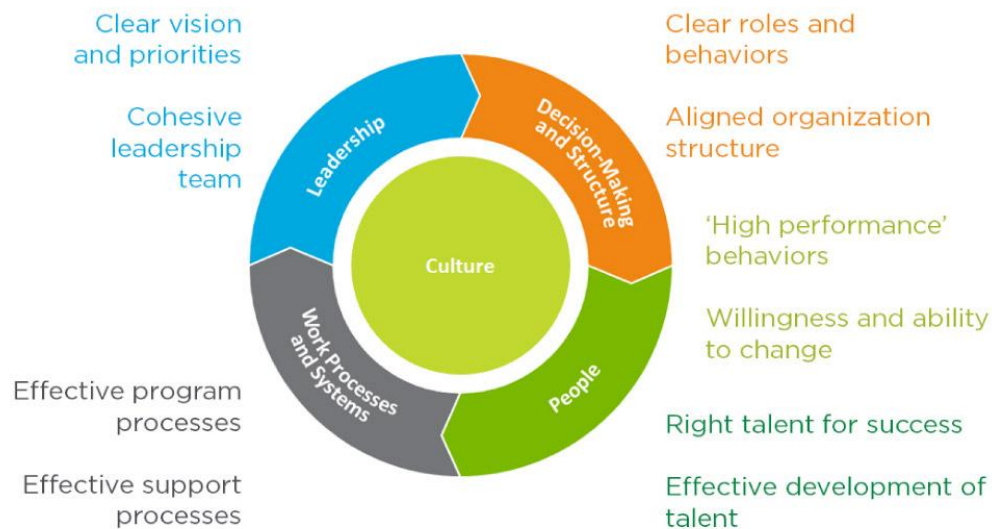 Clear vision
and priorities
Cohesive
leadership
team
Clear roles and
behaviors
Aligned organization
structure
'High performance'
behaviors
Willingness and ability
to change
Right talent for success
Effective development of
talent
Effective program
processes
Effective support
processes
Leadership
Decision-Making
and Structure
People
Work Processes
and Systems
Culture